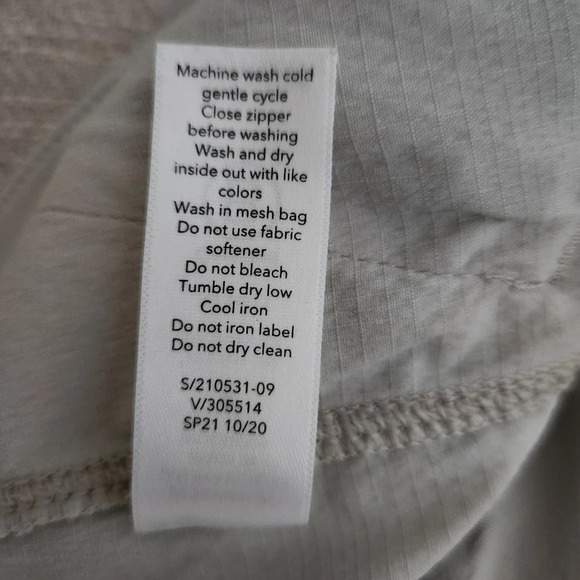 Machine wash cold
gentle cycle
Close zipper
before washing
Wash and dry
inside out with like
colors
Wash in mesh bag
Do not use fabric
softener
Do not bleach
Tumble dry low
Cool iron
Do not iron label
Do not dry clean
S/210531-09
V/305514
SP21 10/20